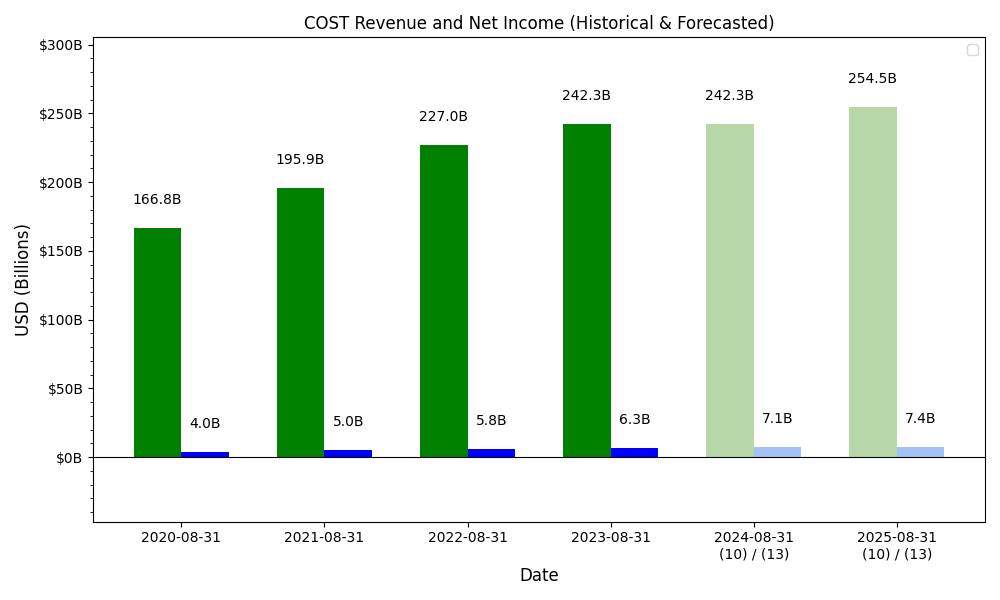 COST Revenue and Net Income (Historical & Forecasted)
$300B
$250B
$200B
$150B
$100B
$50B
$0B
USD (Billions)
166.8B
4.0B
195.9B
5.0B
227.0B
5.8B
242.3B
6.3B
242.3B
7.1B
254.5B
7.4B
2020-08-31
2021-08-31
2022-08-31
2023-08-31
2024-08-31
(10) / (13)
2025-08-31
(10) / (13)
Date